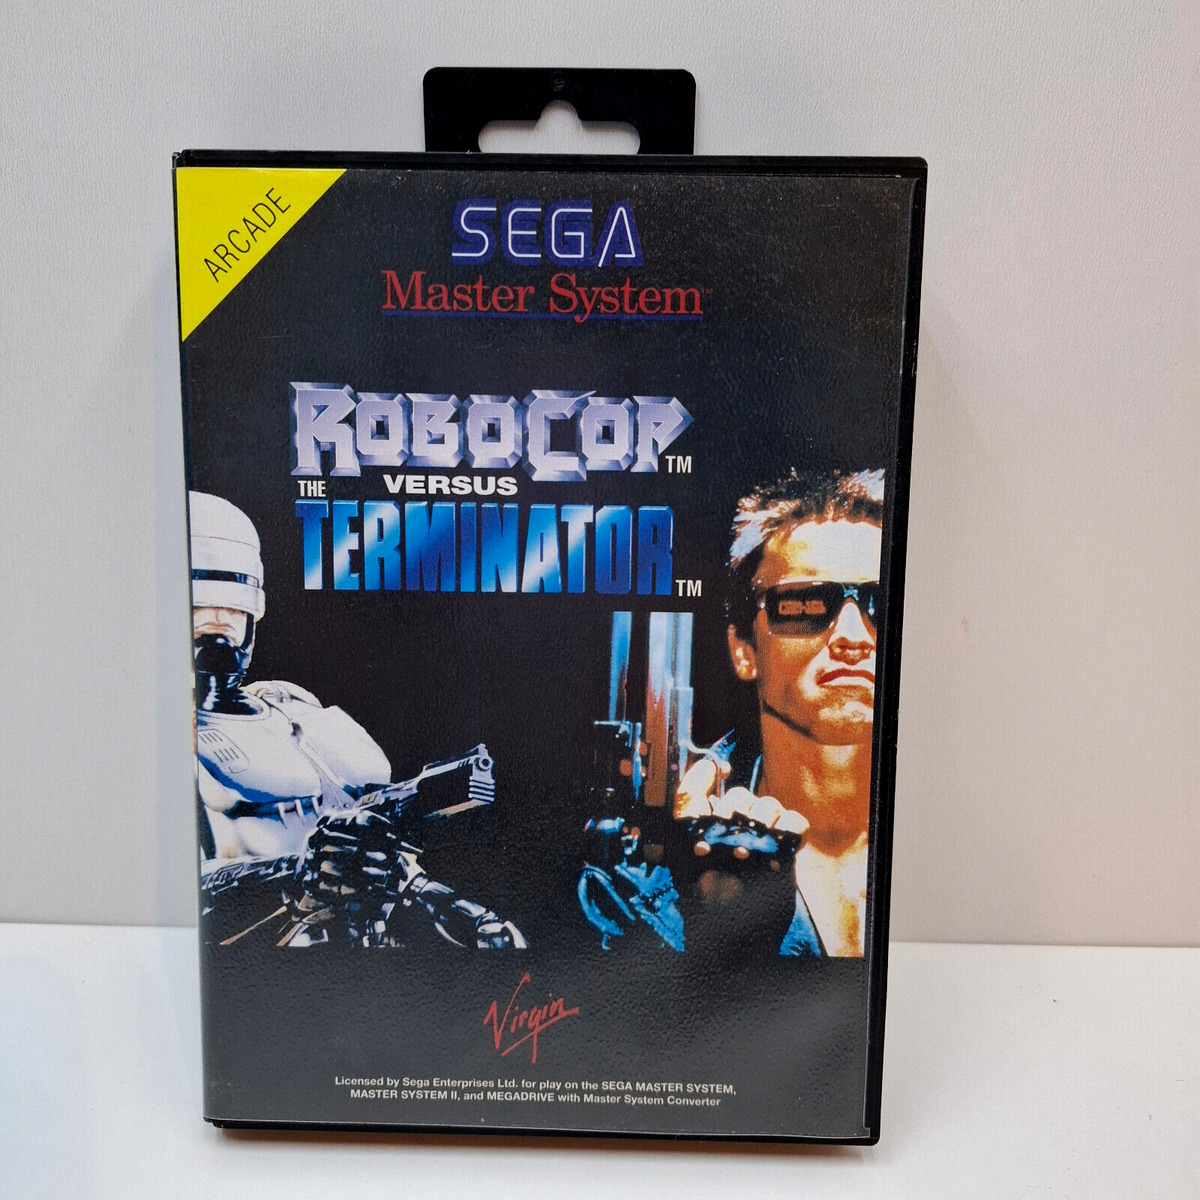 ARCADE
SEGA
Master System™
ROBOCOP™
THE VERSUS
TERMINATOR™
Virgin
Licensed by Sega Enterprises Ltd. for play on the SEGA MASTER SYSTEM,
MASTER SYSTEM II, and MEGADRIVE with Master System Converter